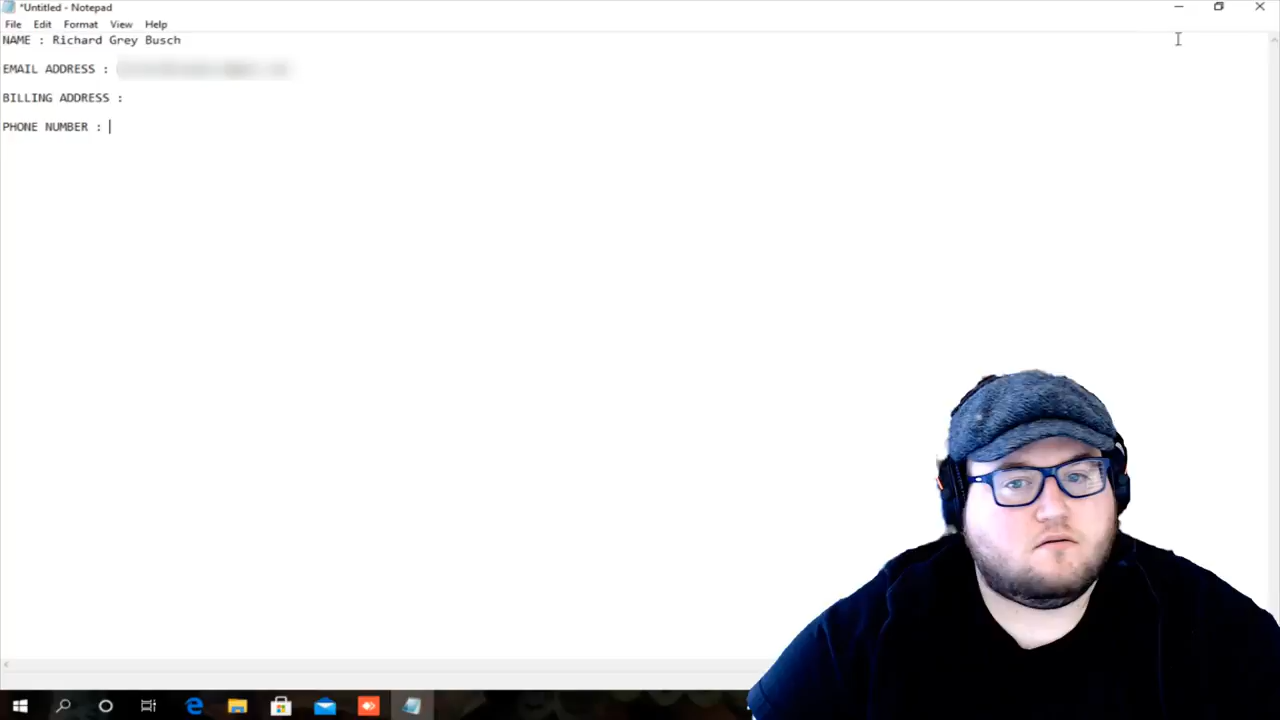 *Untitled - Notepad
File Edit Format View Help
NAME : Richard Grey Busch
EMAIL ADDRESS :
BILLING ADDRESS :
PHONE NUMBER :